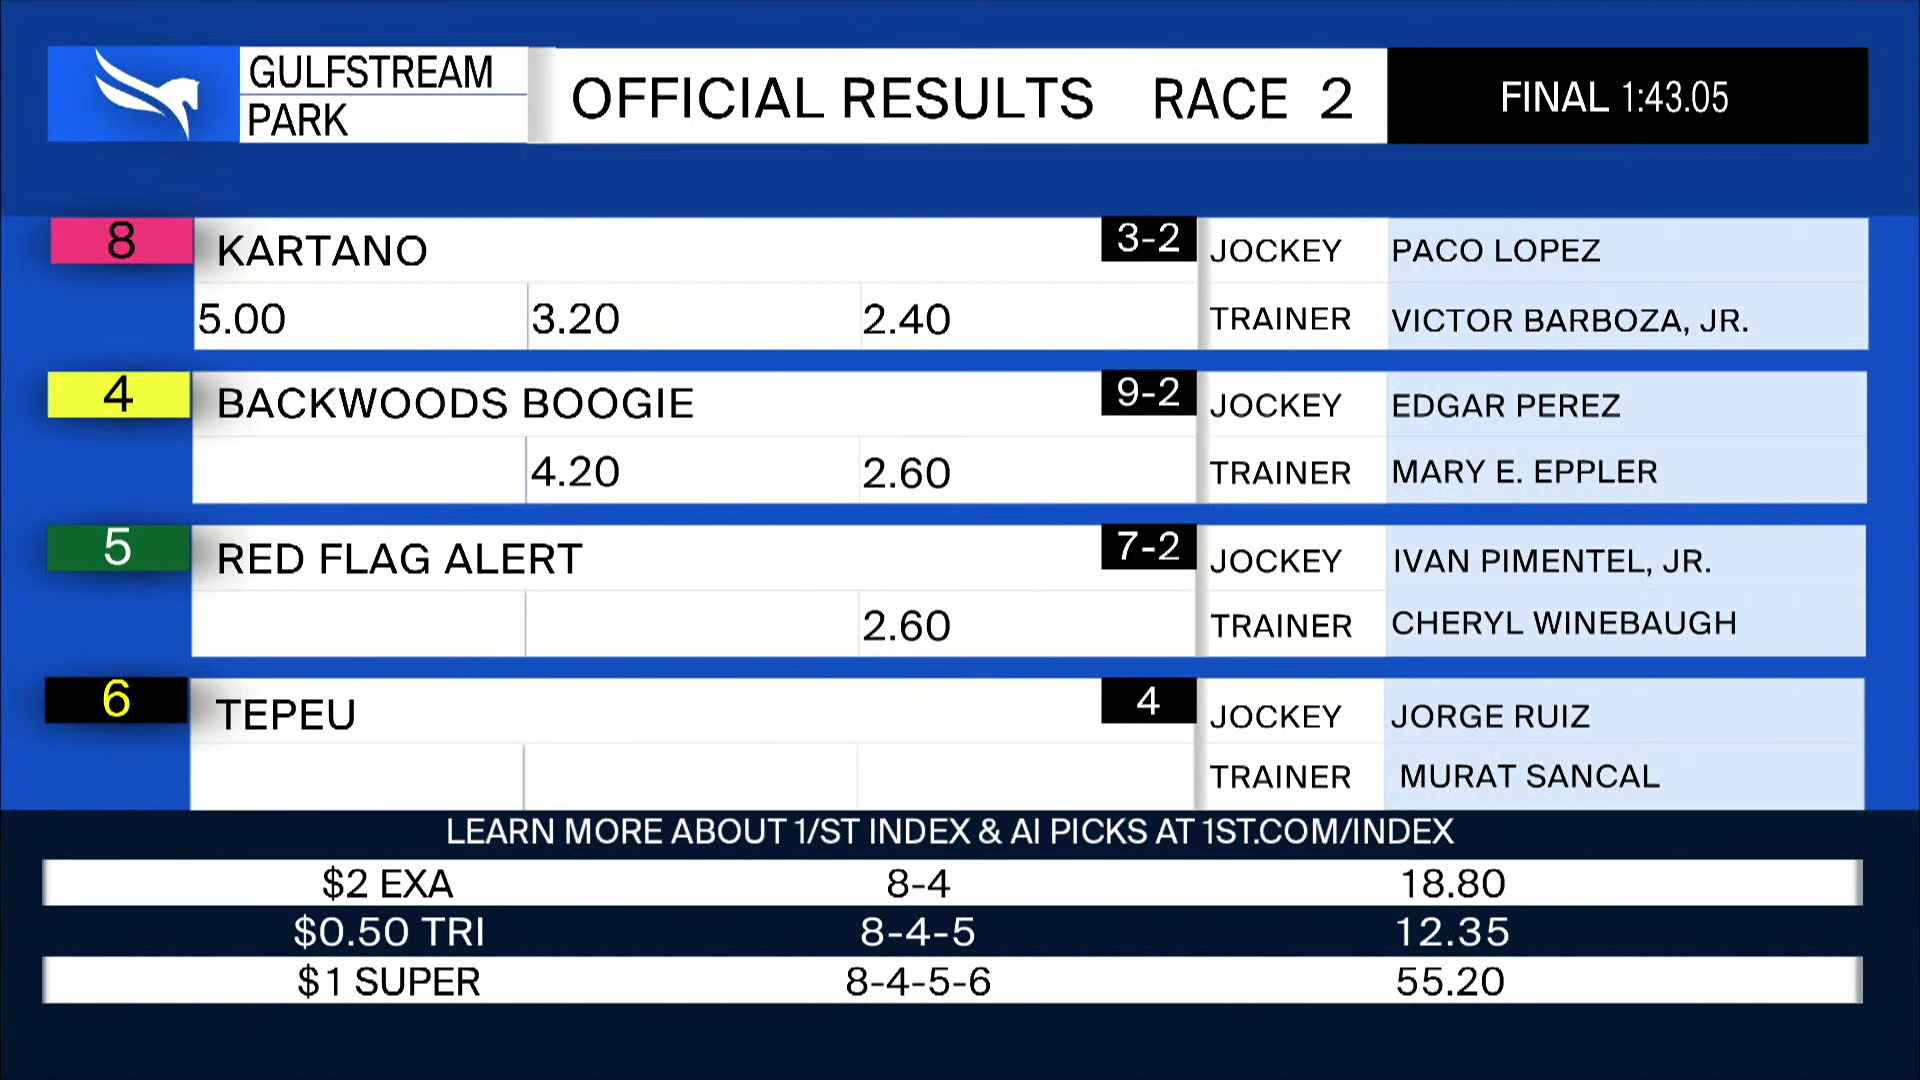 GULFSTREAM
PARK
OFFICIAL RESULTS RACE 2
FINAL 1:43.05
8 KARTANO 3-2 JOCKEY PACO LOPEZ
5.00 3.20 2.40 TRAINER VICTOR BARBOZA, JR.
4 BACKWOODS BOOGIE 9-2 JOCKEY EDGAR PEREZ
4.20 2.60 TRAINER MARY E. EPPLER
5 RED FLAG ALERT 7-2 JOCKEY IVAN PIMENTEL, JR.
2.60 TRAINER CHERYL WINEBAUGH
6 TEPEU 4 JOCKEY JORGE RUIZ
TRAINER MURAT SANCAL
LEARN MORE ABOUT 1/ST INDEX & AI PICKS AT 1ST.COM/INDEX
$2 EXA 8-4 18.80
$0.50 TRI 8-4-5 12.35
$1 SUPER 8-4-5-6 55.20